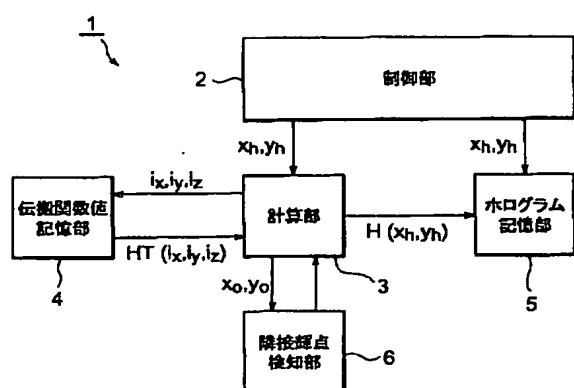 1
2
制御部
xh,yh
xh,yh
伝搬関数値
記憶部
ix,iy,iz
HT (ix,iy,iz)
計算部
H (xh,yh)
ホログラム
記憶部
4
3
5
xo,yo
隣接輝点
検知部
6